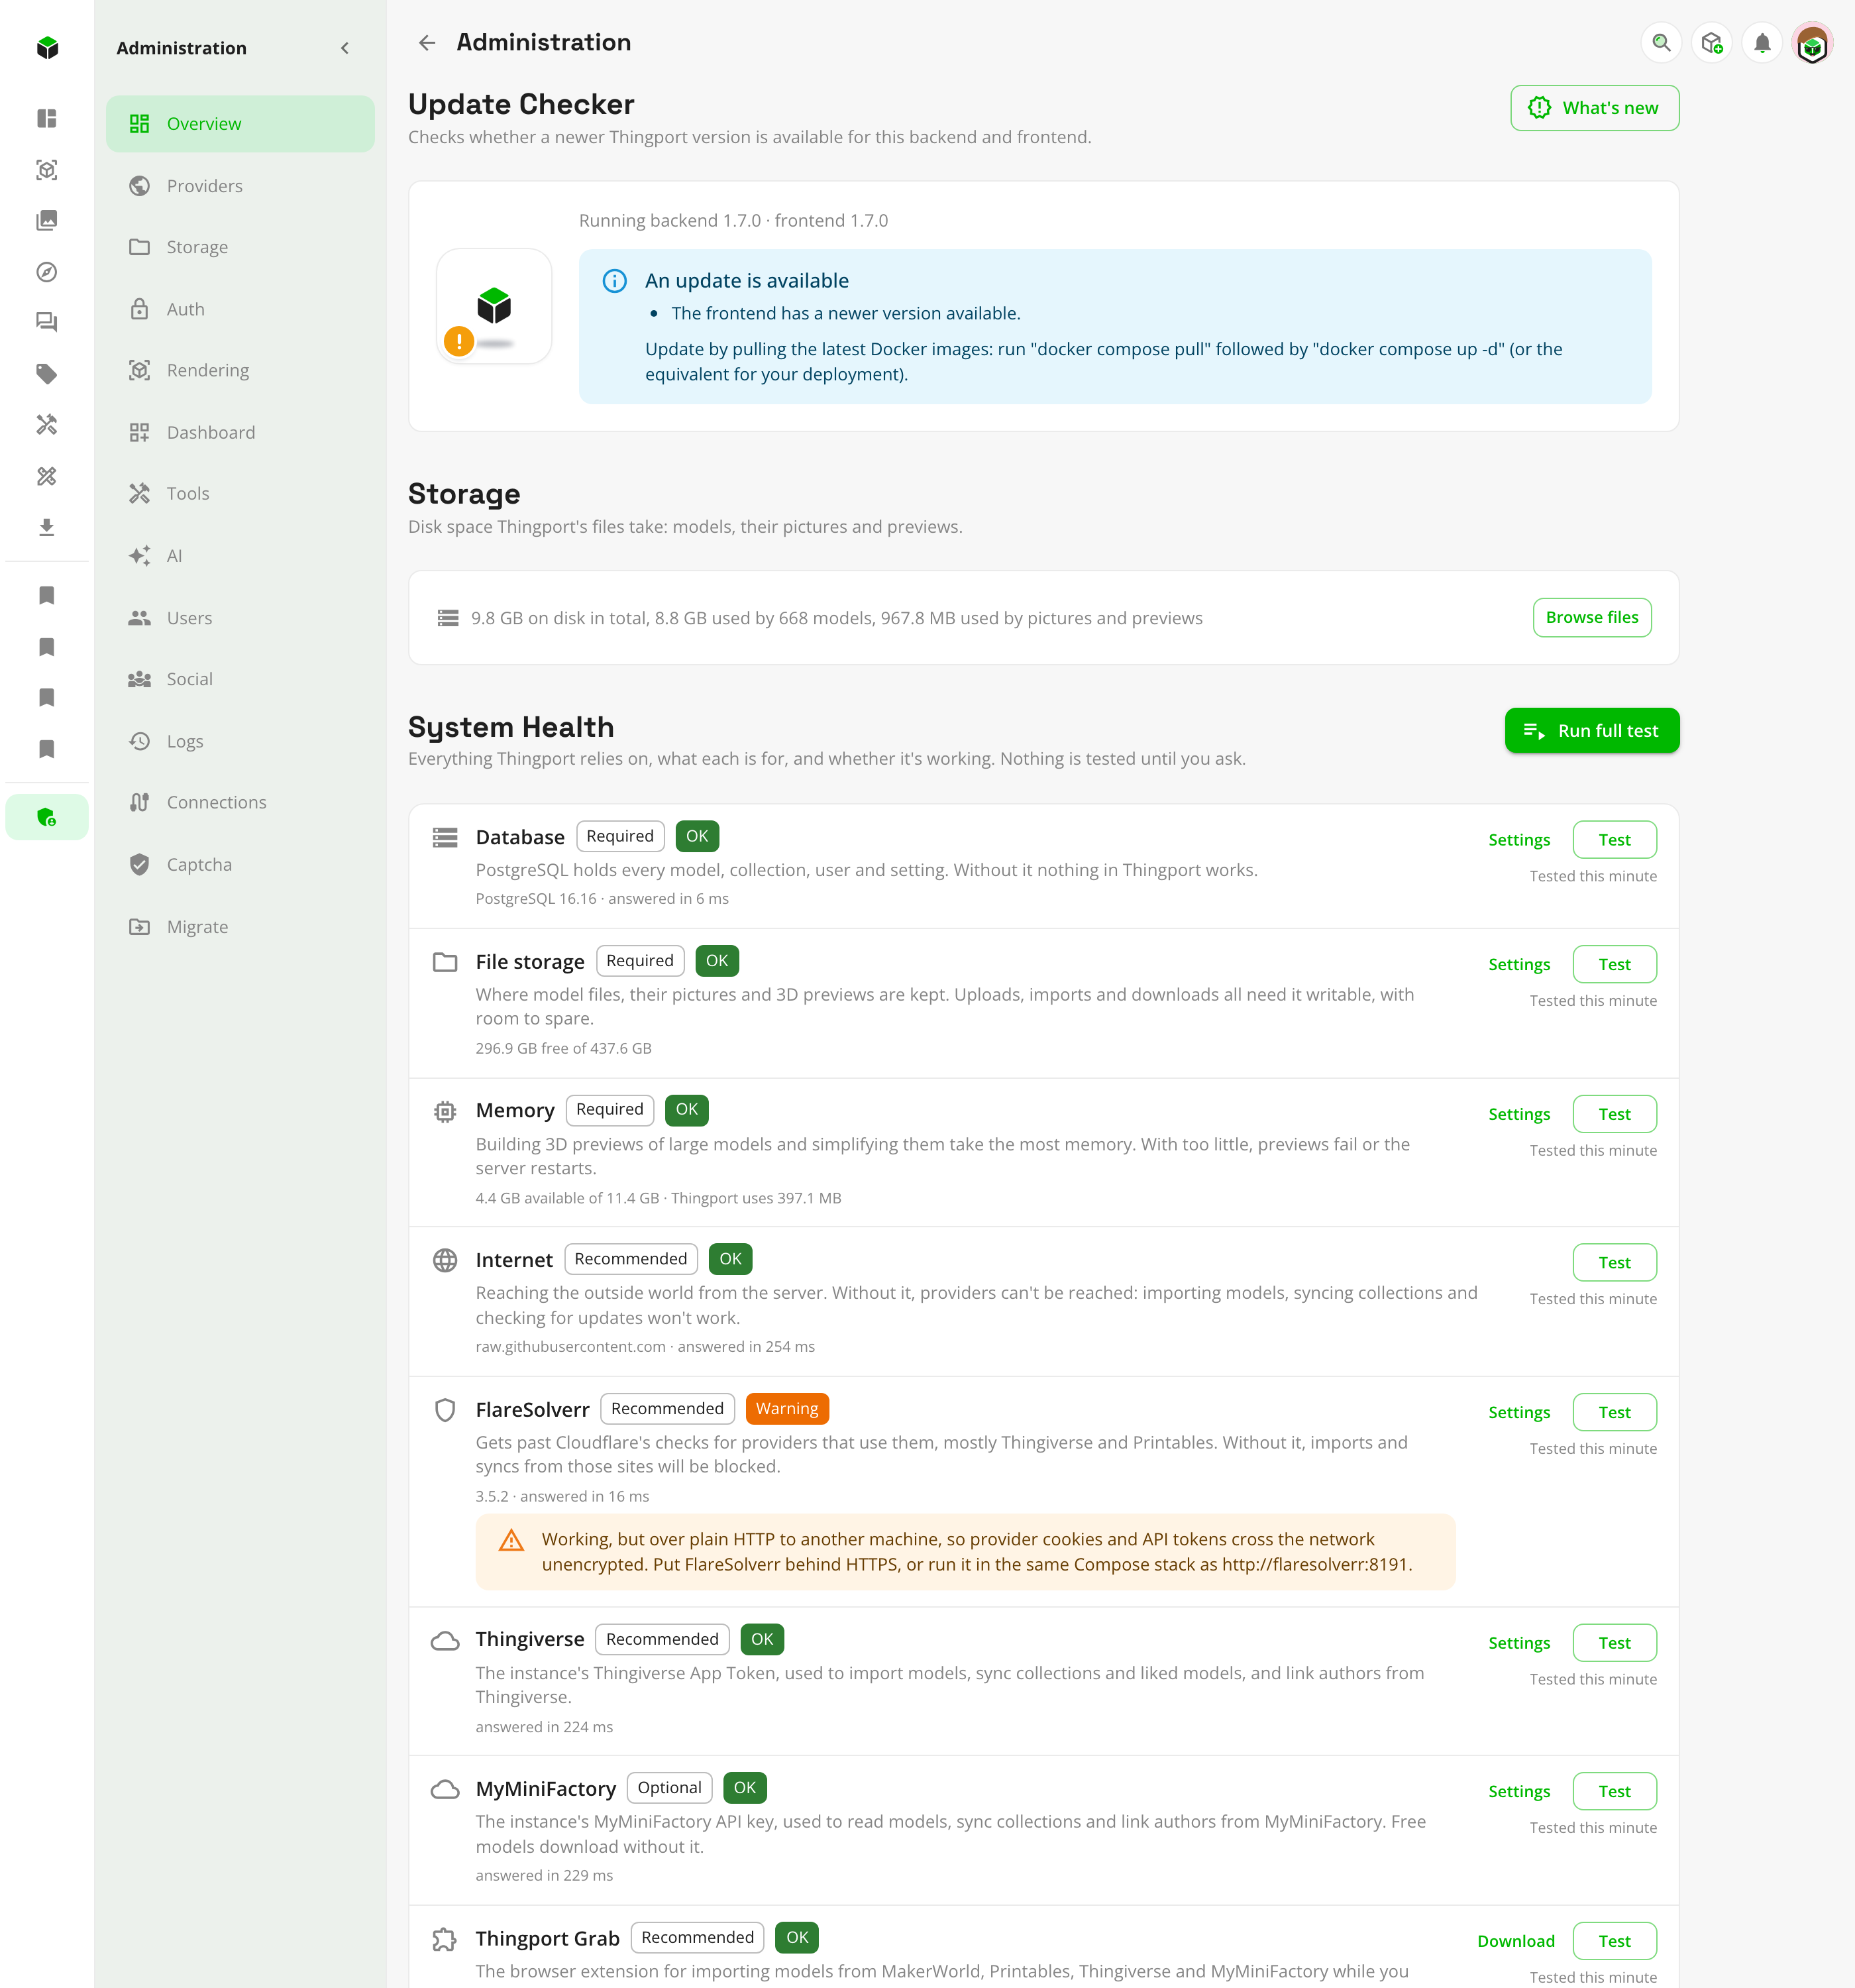 Administration
Overview
Providers
Storage
Auth
Rendering
Dashboard
Tools
AI
Users
Social
Logs
Connections
Captcha
Migrate
Administration
Update Checker
What's new
Checks whether a newer Thingport version is available for this backend and frontend.
Running backend 1.7.0 · frontend 1.7.0
An update is available
• The frontend has a newer version available.
Update by pulling the latest Docker images: run "docker compose pull" followed by "docker compose up -d" (or the
equivalent for your deployment).
Storage
Disk space Thingport's files take: models, their pictures and previews.
9.8 GB on disk in total, 8.8 GB used by 668 models, 967.8 MB used by pictures and previews
Browse files
System Health
Run full test
Everything Thingport relies on, what each is for, and whether it's working. Nothing is tested until you ask.
Database Required OK
Settings Test
PostgreSQL holds every model, collection, user and setting. Without it nothing in Thingport works.
Tested this minute
PostgreSQL 16.16 · answered in 6 ms
File storage Required OK
Settings Test
Where model files, their pictures and 3D previews are kept. Uploads, imports and downloads all need it writable, with
Tested this minute
room to spare.
296.9 GB free of 437.6 GB
Memory Required OK
Settings Test
Building 3D previews of large models and simplifying them take the most memory. With too little, previews fail or the
Tested this minute
server restarts.
4.4 GB available of 11.4 GB · Thingport uses 397.1 MB
Internet Recommended OK
Test
Reaching the outside world from the server. Without it, providers can't be reached: importing models, syncing collections and
Tested this minute
checking for updates won't work.
raw.githubusercontent.com · answered in 254 ms
FlareSolverr Recommended Warning
Settings Test
Gets past Cloudflare's checks for providers that use them, mostly Thingiverse and Printables. Without it, imports and
Tested this minute
syncs from those sites will be blocked.
3.5.2 · answered in 16 ms
Working, but over plain HTTP to another machine, so provider cookies and API tokens cross the network
unencrypted. Put FlareSolverr behind HTTPS, or run it in the same Compose stack as http://flaresolverr:8191.
Thingiverse Recommended OK
Settings Test
The instance's Thingiverse App Token, used to import models, sync collections and liked models, and link authors from
Tested this minute
Thingiverse.
answered in 224 ms
MyMiniFactory Optional OK
Settings Test
The instance's MyMiniFactory API key, used to read models, sync collections and link authors from MyMiniFactory. Free
Tested this minute
models download without it.
answered in 229 ms
Thingport Grab Recommended OK
Download Test
The browser extension for importing models from MakerWorld, Printables, Thingiverse and MyMiniFactory while you
Tested this minute